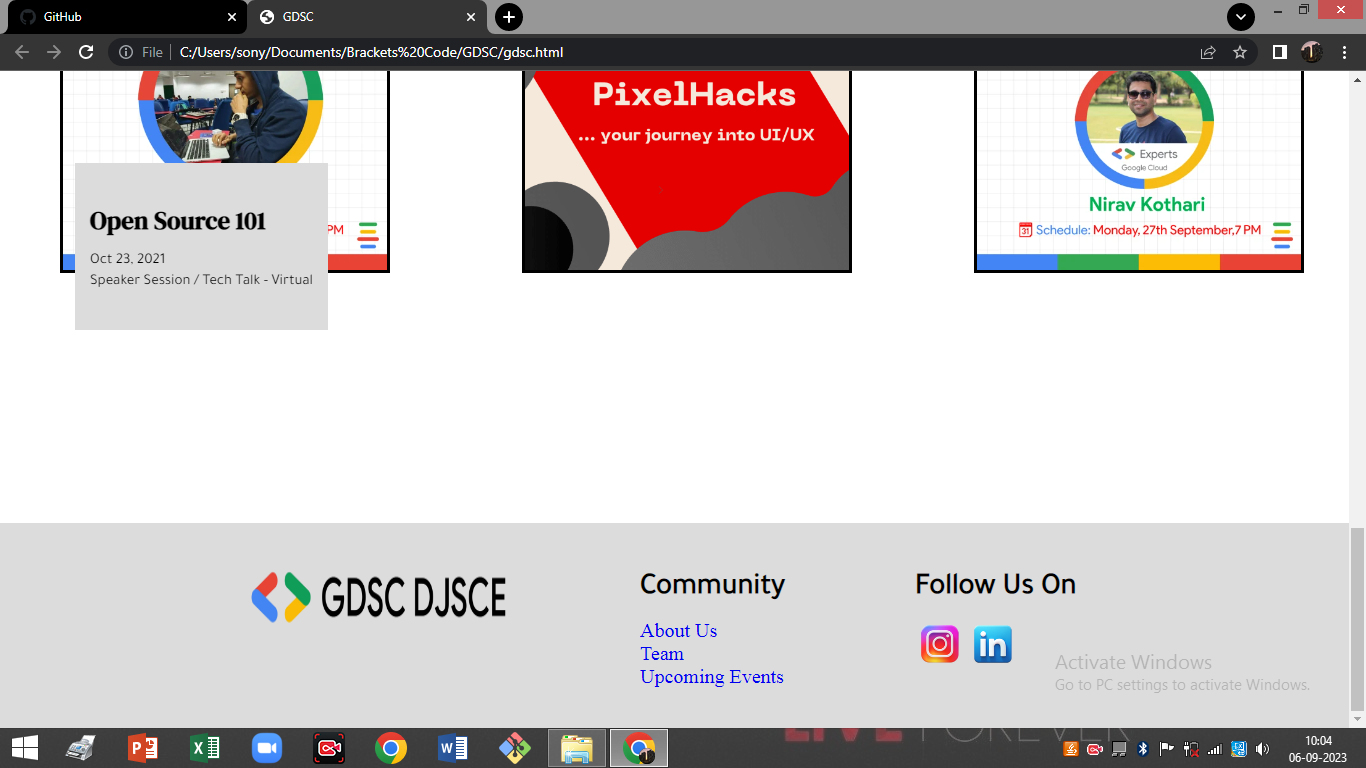 GitHub
GDSC
File
C:/Users/sony/Documents/Brackets%20Code/GDSC/gdsc.html
Open Source 101
Oct 23, 2021
Speaker Session / Tech Talk - Virtual
PM
PixelHacks
... your journey into UI/UX
Experts
Google Cloud
Nirav Kothari
31 Schedule: Monday, 27th September,7 PM
GDSC DJSCE
Community
About Us
Team
Upcoming Events
Follow Us On
in
Activate Windows
Go to PC settings to activate Windows.
LIVE FOREVER
10:04
06-09-2023